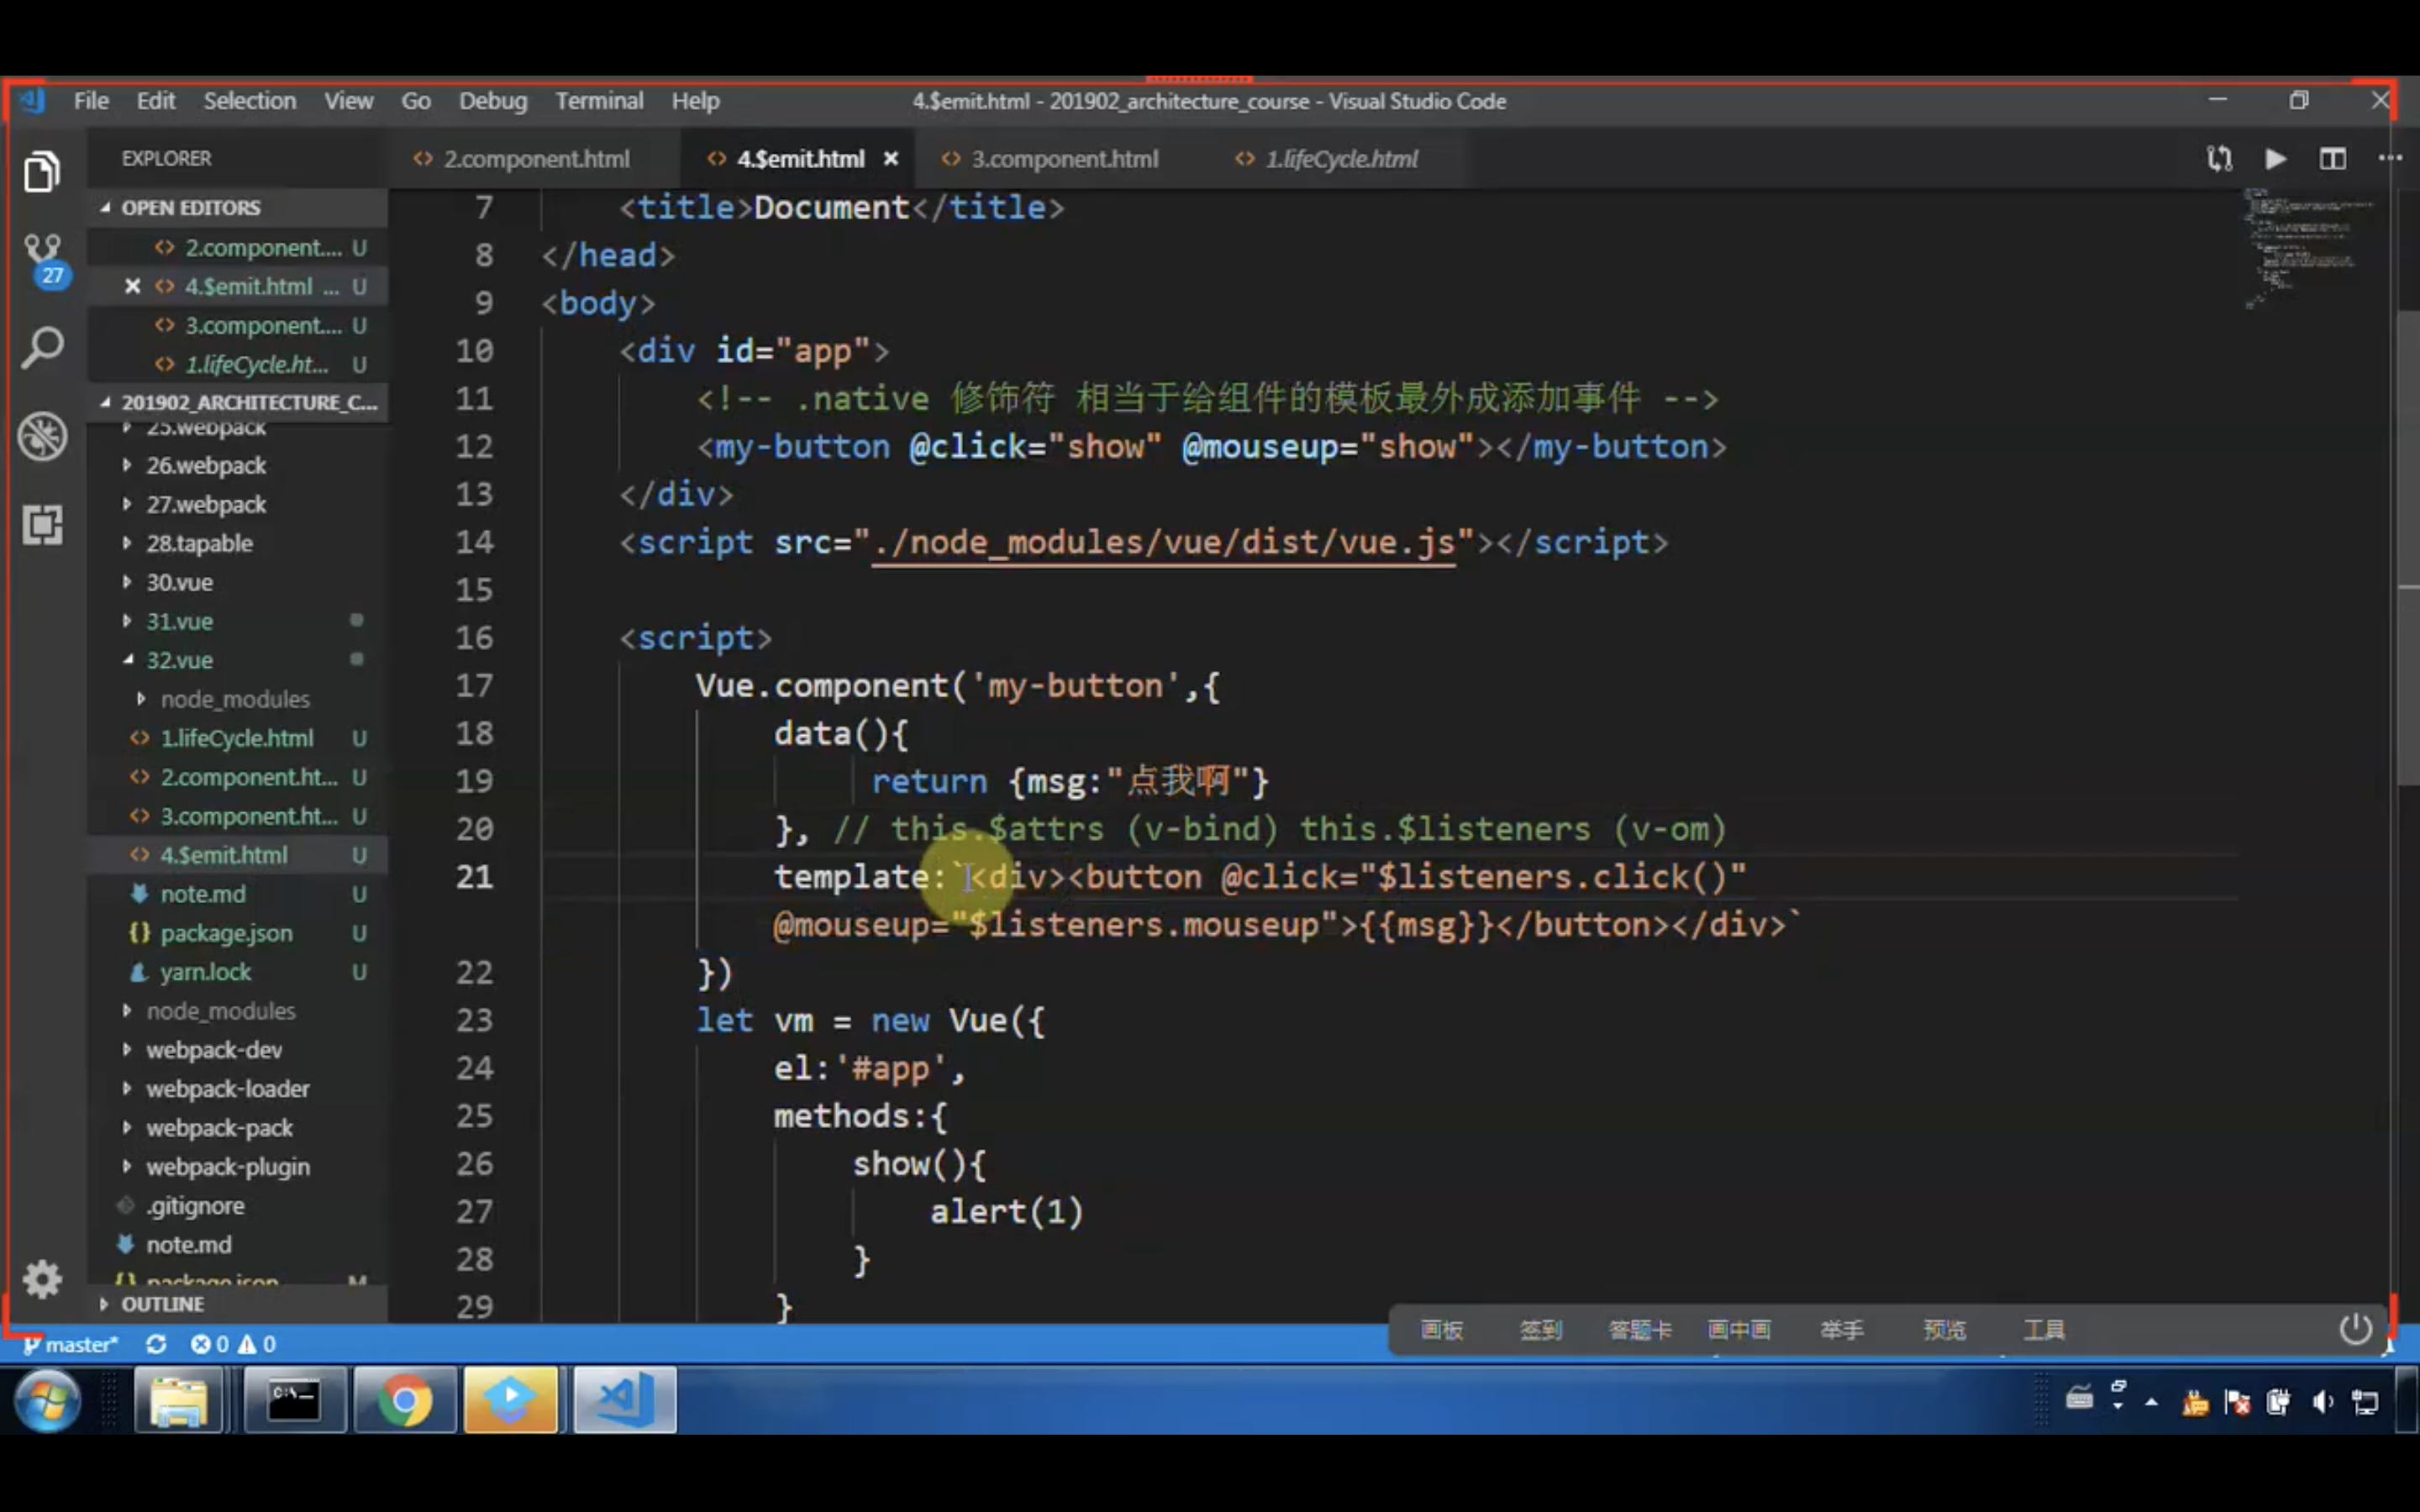 File Edit Selection View Go Debug Terminal Help 4.$emit.html - 201902_architecture_course - Visual Studio Code
EXPLORER
2.component.html 4.$emit.html 3.component.html 1.lifeCycle.html
OPEN EDITORS
2.component.... U
4.$emit.html ... U
3.component.... U
1.lifeCycle.ht... U
27
201902_ARCHITECTURE_C...
25.webpack
26.webpack
27.webpack
28.tapable
30.vue
31.vue
32.vue
node_modules
1.lifeCycle.html U
2.component.ht... U
3.component.ht... U
4.$emit.html U
note.md U
package.json U
yarn.lock U
node_modules
webpack-dev
webpack-loader
webpack-pack
webpack-plugin
.gitignore
note.md
package.json M
OUTLINE
7 <title>Document</title>
8 </head>
9 <body>
10 <div id="app">
11 <!-- .native 修饰符 相当于给组件的模板最外成添加事件 -->
12 <my-button @click="show" @mouseup="show"></my-button>
13 </div>
14 <script src="./node_modules/vue/dist/vue.js"></script>
15
16 <script>
17 Vue.component('my-button',{
18 data(){
19 return {msg:"点我啊"}
20 }, // this.$attrs (v-bind) this.$listeners (v-om)
21 template:`<div><button @click="$listeners.click()"
@mouseup="$listeners.mouseup">{{msg}}</button></div>`
22 })
23 let vm = new Vue({
24 el:'#app',
25 methods:{
26 show(){
27 alert(1)
28 }
29 }
画板 签到 答题卡 画中画 举手 预览 工具
master* 0 0
C:\._